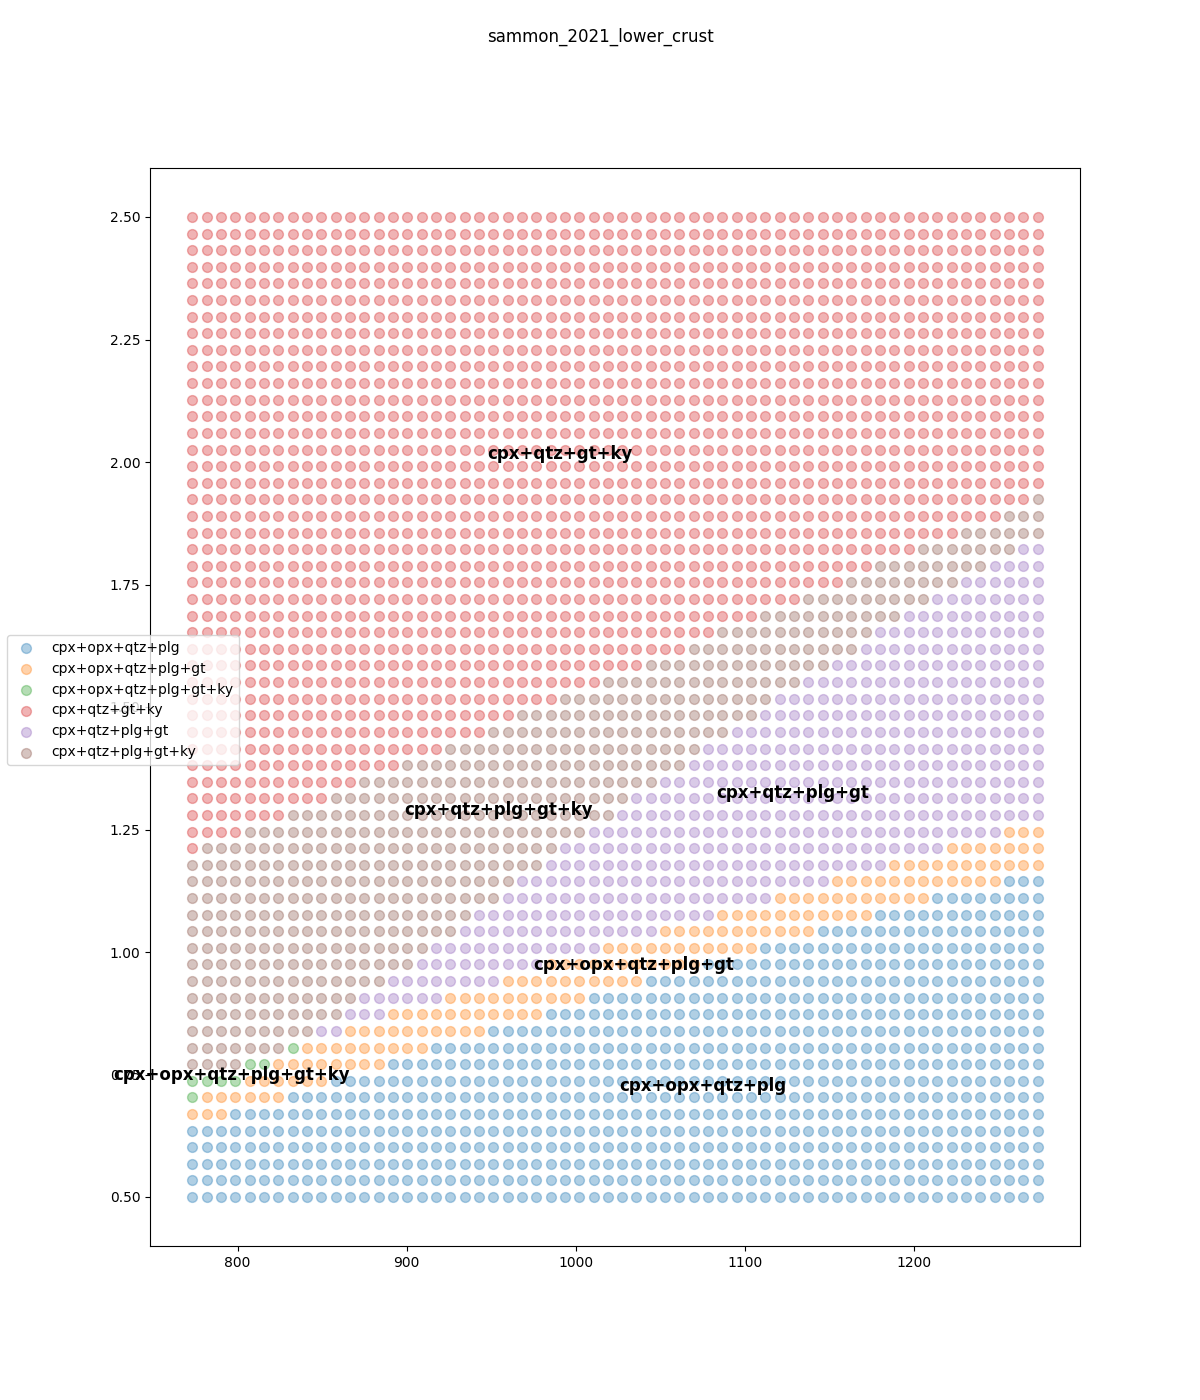 sammon_2021_lower_crust
2.50
2.25
2.00
cpx+qtz+gt+ky
1.75
cpx+opx+qtz+plg
cpx+opx+qtz+plg+gt
cpx+opx+qtz+plg+gt+ky
cpx+qtz+gt+ky
cpx+qtz+plg+gt
cpx+qtz+plg+gt+ky
cpx+qtz+plg+gt
cpx+qtz+plg+gt+ky
1.25
1.00
cpx+opx+qtz+plg+gt
cpx+opx+qtz+plg+gt+ky
cpx+opx+qtz+plg
0.50
800 900 1000 1100 1200